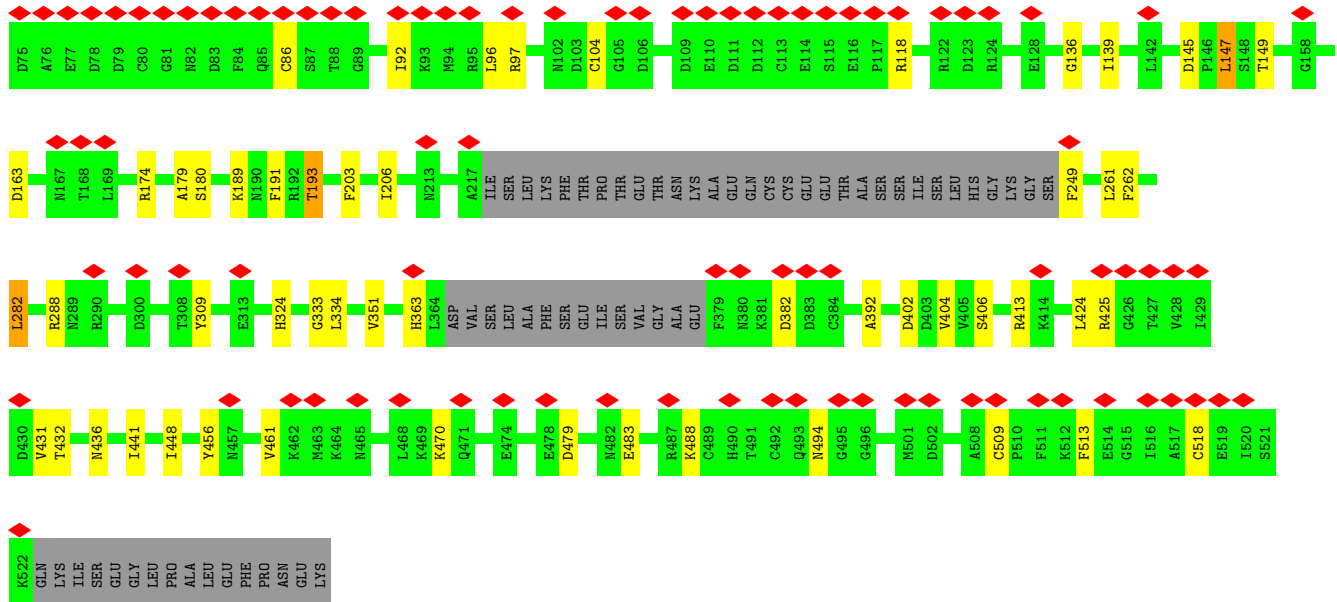 D75 A76 E77 D78 D79 C80 G81 N82 D83 F84 Q85 C86 S87 T88 G89 I92 K93 M94 R95 L96 R97 N102 D103 C104 G105 D106 D109 E110 D111 D112 C113 E114 S115 E116 P117 R118 R122 D123 R124 E128 G136 I139 L142 D145 P146 L147 S148 T149 G158
D163 N167 T168 L169 R174 A179 S180 K189 N190 F191 R192 T193 F203 I206 N213 A217 ILE SER LEU LYS PHE THR PRO THR GLU THR ASN LYS ALA GLU GLN CYS CYS GLU GLU THR ALA SER SER ILE SER LEU HIS GLY LYS GLY SER F249 L261 F262
L282 R288 N289 R290 D300 T308 Y309 E313 H324 G333 L334 V351 H363 L364 ASP VAL SER LEU ALA PHE SER GLU ILE SER VAL GLY ALA GLU F379 N380 K381 D382 D383 C384 A392 D402 D403 V404 V405 S406 R413 K414 L424 R425 G426 T427 V428 I429
D430 V431 T432 N436 I441 I448 Y456 N457 V461 K462 M463 K464 N465 L468 K469 K470 Q471 E474 E478 D479 N482 E483 R487 K488 C489 H490 T491 C492 Q493 N494 G495 G496 M501 D502 A508 C509 P510 F511 K512 F513 E514 G515 I516 A517 C518 E519 I520 S521
K522 GLN LYS ILE SER GLU GLY LEU PRO ALA LEU GLU PHE PRO ASN GLU LYS